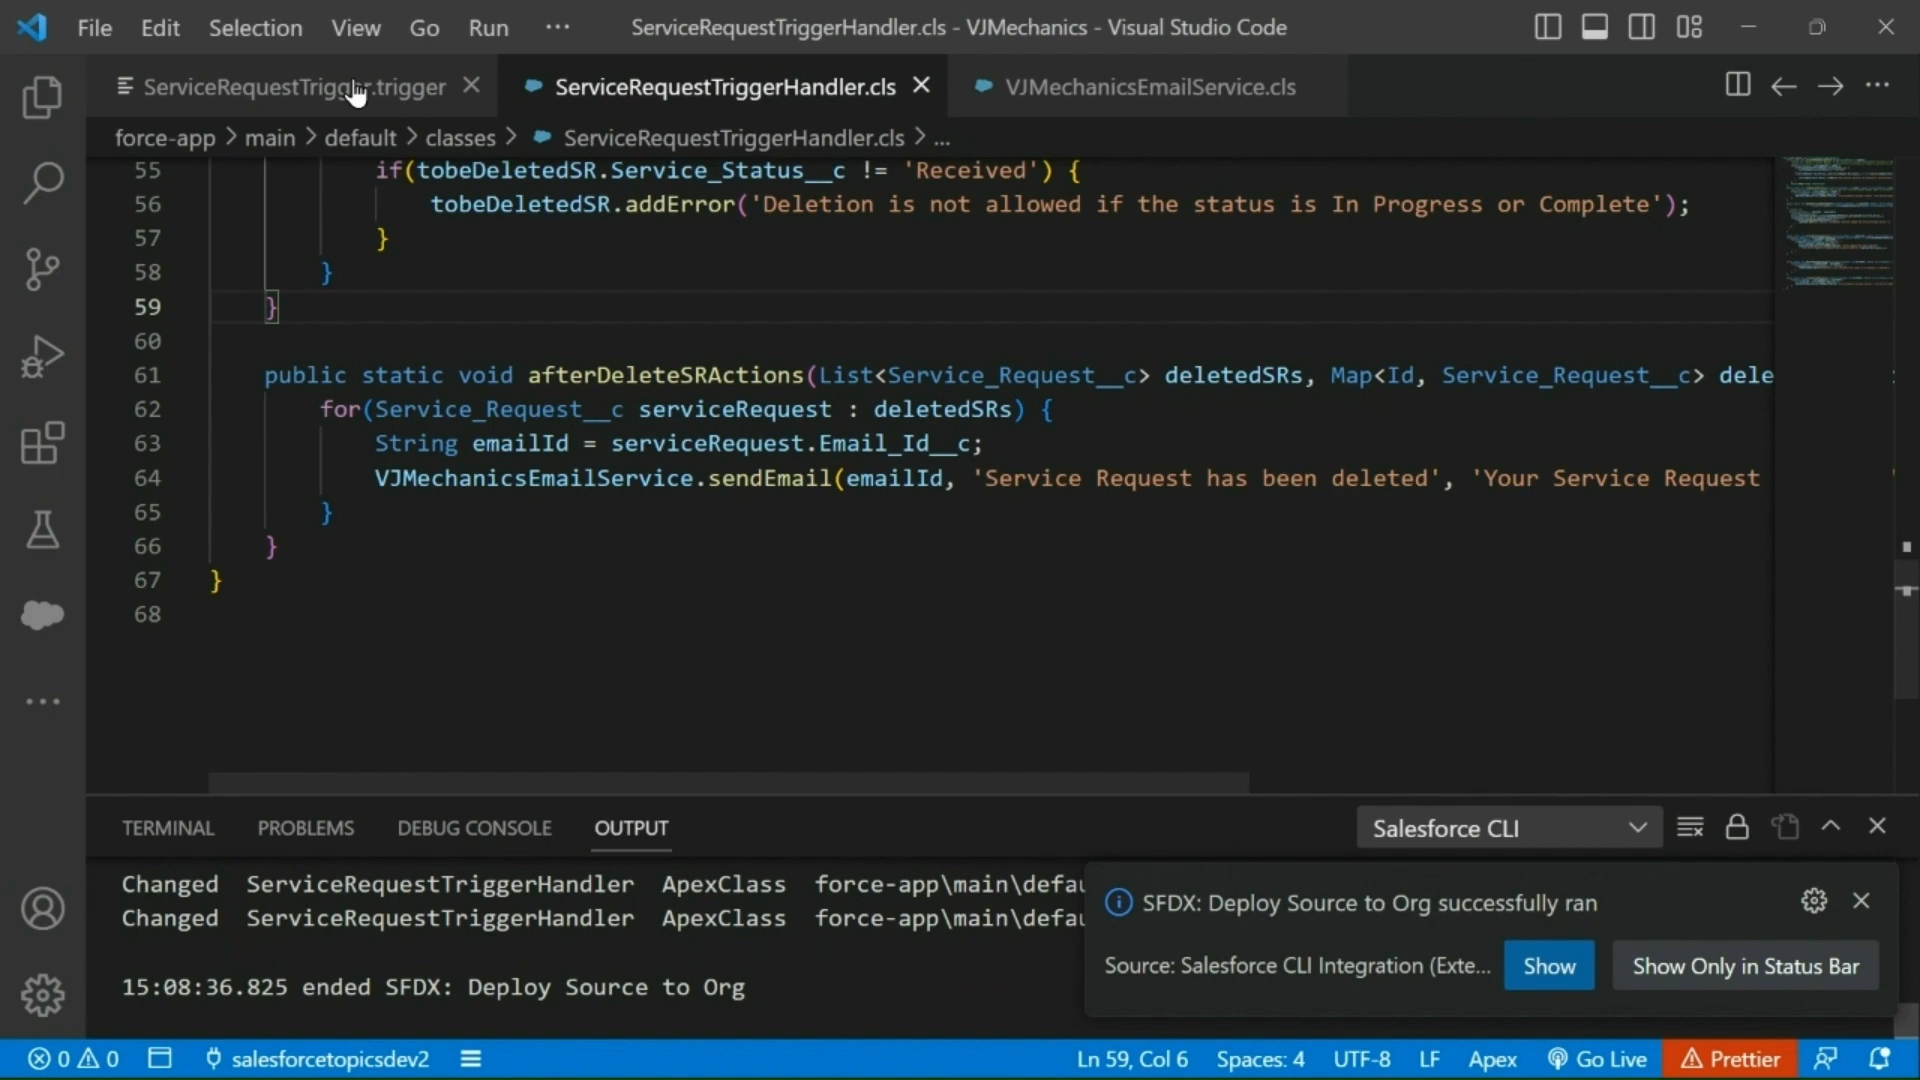 File Edit Selection View Go Run ··· ServiceRequestTriggerHandler.cls - VJMechanics - Visual Studio Code
ServiceRequestTrigger.trigger ServiceRequestTriggerHandler.cls VJMechanicsEmailService.cls
force-app > main > default > classes > ServiceRequestTriggerHandler.cls > ...
55 if(tobeDeletedSR.Service_Status__c != 'Received') {
56 tobeDeletedSR.addError('Deletion is not allowed if the status is In Progress or Complete');
57 }
58 }
59 }
60
61 public static void afterDeleteSRActions(List<Service_Request__c> deletedSRs, Map<Id, Service_Request__c> dele
62 for(Service_Request__c serviceRequest : deletedSRs) {
63 String emailId = serviceRequest.Email_Id__c;
64 VJMechanicsEmailService.sendEmail(emailId, 'Service Request has been deleted', 'Your Service Request
65 }
66 }
67 }
68
TERMINAL PROBLEMS DEBUG CONSOLE OUTPUT Salesforce CLI
Changed ServiceRequestTriggerHandler ApexClass force-app\main\defau
Changed ServiceRequestTriggerHandler ApexClass force-app\main\defau
15:08:36.825 ended SFDX: Deploy Source to Org
SFDX: Deploy Source to Org successfully ran
Source: Salesforce CLI Integration (Exte... Show Show Only in Status Bar
0 0 salesforcetopicsdev2 Ln 59, Col 6 Spaces: 4 UTF-8 LF Apex Go Live Prettier